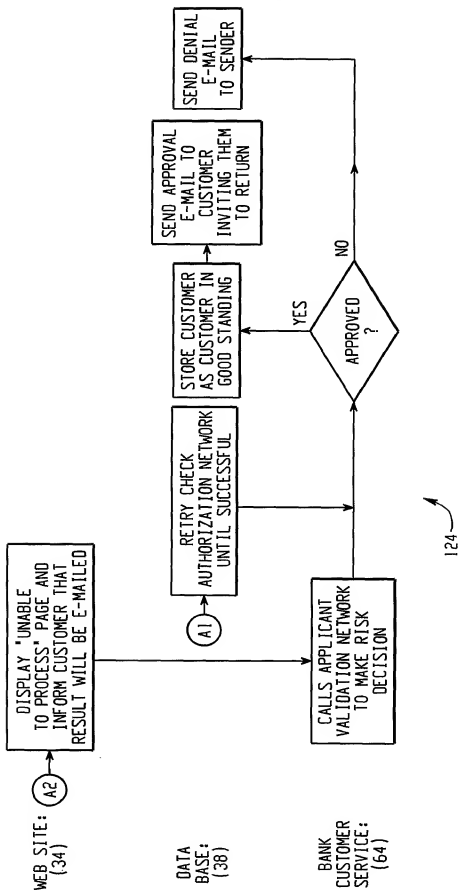 WEB SITE:
(34)
A2
DISPLAY "UNABLE
TO PROCESS" PAGE AND
INFORM CUSTOMER THAT
RESULT WILL BE E-MAILED
DATA
BASE:
(38)
A1
RETRY CHECK
AUTHORIZATION NETWORK
UNTIL SUCCESSFUL
STORE CUSTOMER
AS CUSTOMER IN
GOOD STANDING
SEND APPROVAL
E-MAIL TO
CUSTOMER
INVITING THEM
TO RETURN
SEND DENIAL
E-MAIL
TO SENDER
BANK
CUSTOMER
SERVICE:
(64)
CALLS APPLICANT
VALIDATION NETWORK
TO MAKE RISK
DECISION
APPROVED
?
YES
NO
124